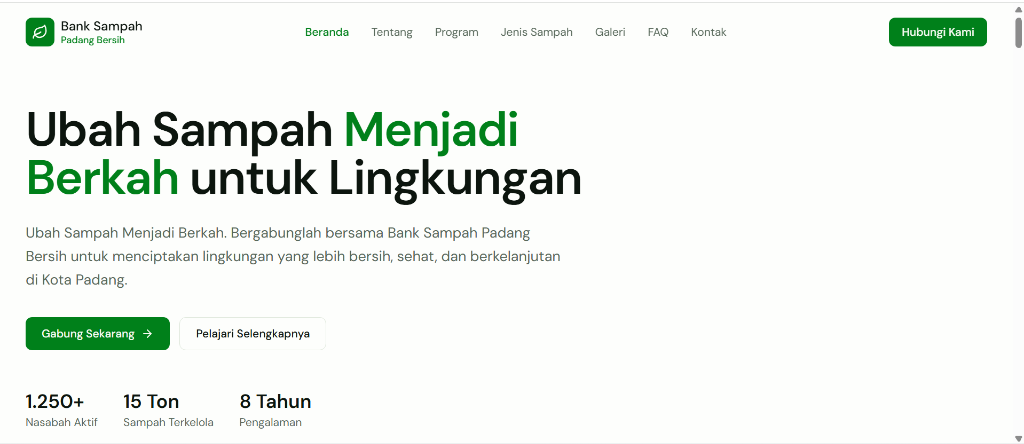 Bank Sampah
Padang Bersih
Beranda
Tentang
Program
Jenis Sampah
Galeri
FAQ
Kontak
Hubungi Kami
Ubah Sampah Menjadi
Berkah untuk Lingkungan
Ubah Sampah Menjadi Berkah. Bergabunglah bersama Bank Sampah Padang
Bersih untuk menciptakan lingkungan yang lebih bersih, sehat, dan berkelanjutan
di Kota Padang.
Gabung Sekarang →
Pelajari Selengkapnya
1.250+
Nasabah Aktif
15 Ton
Sampah Terkelola
8 Tahun
Pengalaman